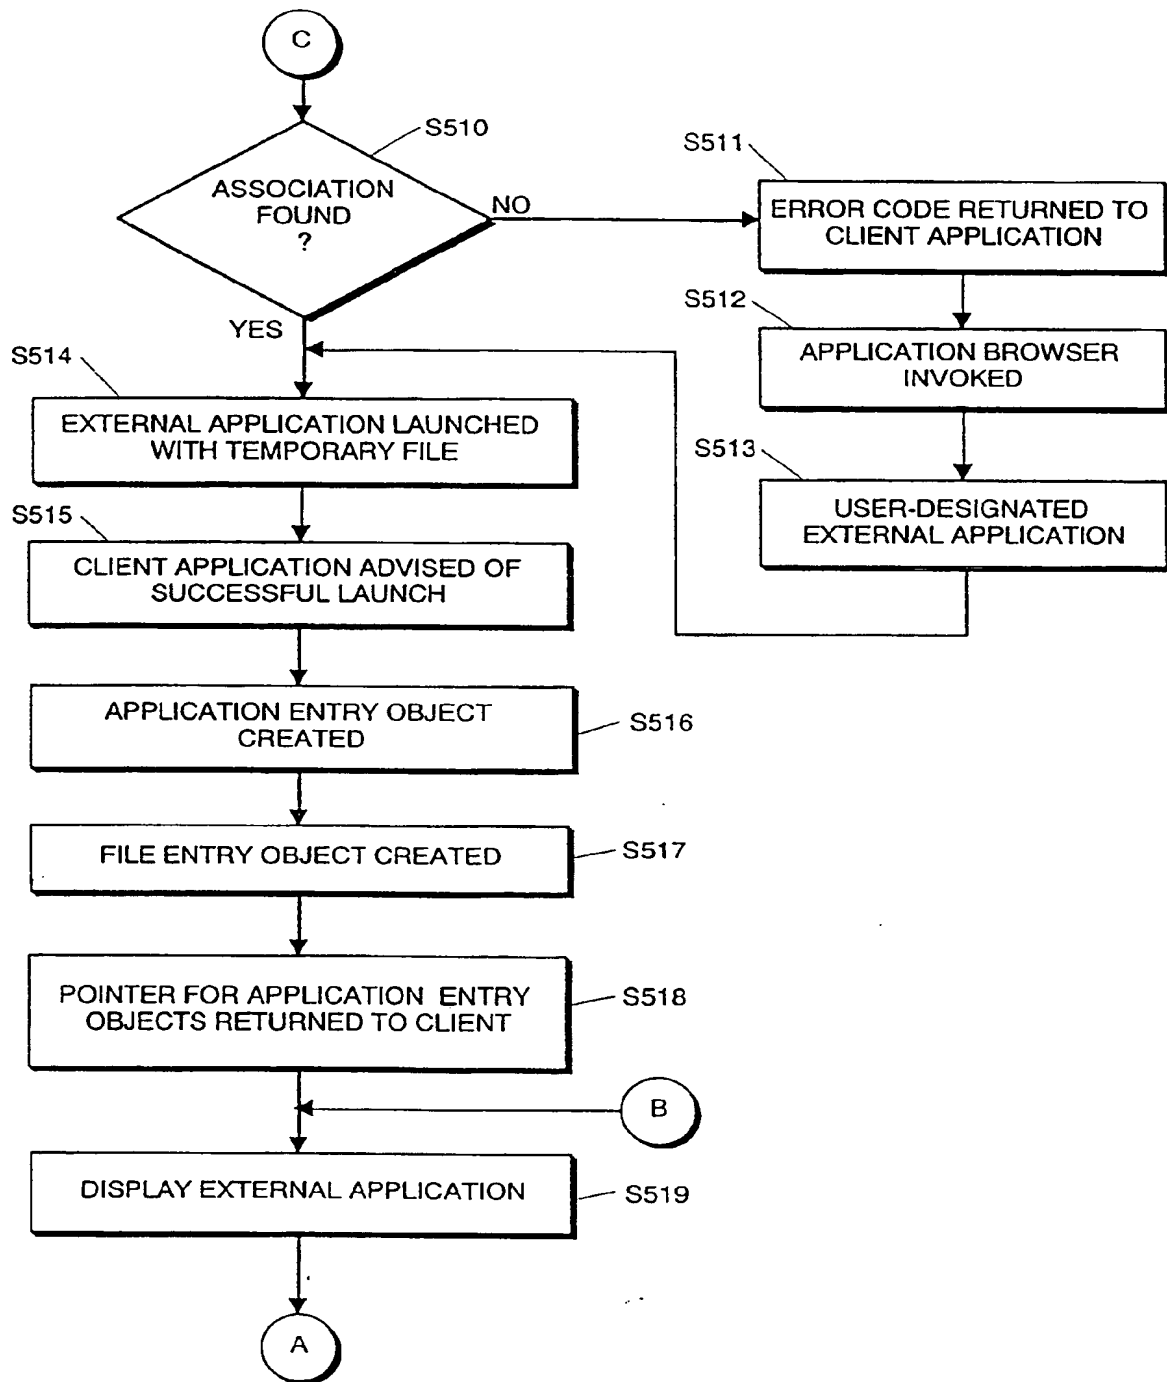 C
S510
ASSOCIATION
FOUND
?
NO
YES
S511
ERROR CODE RETURNED TO
CLIENT APPLICATION
S512
APPLICATION BROWSER
INVOKED
S513
USER-DESIGNATED
EXTERNAL APPLICATION
S514
EXTERNAL APPLICATION LAUNCHED
WITH TEMPORARY FILE
S515
CLIENT APPLICATION ADVISED OF
SUCCESSFUL LAUNCH
APPLICATION ENTRY OBJECT
CREATED
S516
FILE ENTRY OBJECT CREATED
S517
POINTER FOR APPLICATION ENTRY
OBJECTS RETURNED TO CLIENT
S518
B
DISPLAY EXTERNAL APPLICATION
S519
A